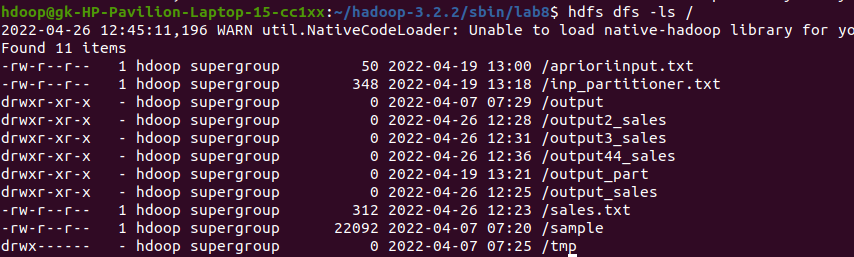 hdoop@gk-HP-Pavilion-Laptop-15-cc1xx:~/hadoop-3.2.2/sbin/lab8$ hdfs dfs -ls /
2022-04-26 12:45:11,196 WARN util.NativeCodeLoader: Unable to load native-hadoop library for yo
Found 11 items
-rw-r--r--   1 hdoop supergroup         50 2022-04-19 13:00 /aprioriinput.txt
-rw-r--r--   1 hdoop supergroup        348 2022-04-19 13:18 /inp_partitioner.txt
drwxr-xr-x   - hdoop supergroup          0 2022-04-07 07:29 /output
drwxr-xr-x   - hdoop supergroup          0 2022-04-26 12:28 /output2_sales
drwxr-xr-x   - hdoop supergroup          0 2022-04-26 12:31 /output3_sales
drwxr-xr-x   - hdoop supergroup          0 2022-04-26 12:36 /output44_sales
drwxr-xr-x   - hdoop supergroup          0 2022-04-19 13:21 /output_part
drwxr-xr-x   - hdoop supergroup          0 2022-04-26 12:25 /output_sales
-rw-r--r--   1 hdoop supergroup        312 2022-04-26 12:23 /sales.txt
-rw-r--r--   1 hdoop supergroup      22092 2022-04-07 07:20 /sample
drwx------   - hdoop supergroup          0 2022-04-07 07:25 /tmp